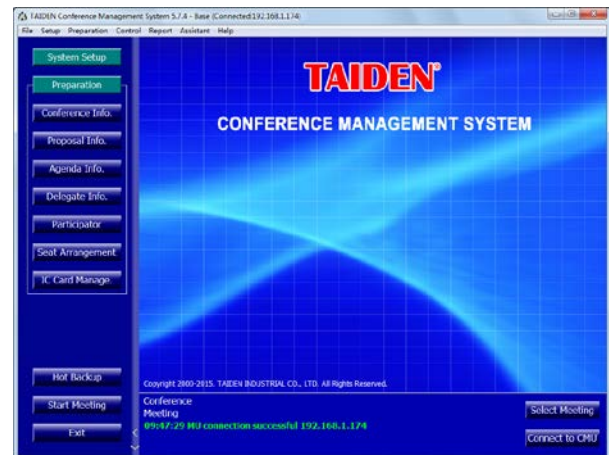 TAIDEN Conference Management System 5.7.4 - Base (Connected:192.168.1.174)
File Setup Preparation Control Report Assistant Help
System Setup
Preparation
Conference Info.
Proposal Info.
Agenda Info.
Delegate Info.
Participator
Seat Arrangement
IC Card Manage.
Hot Backup
Start Meeting
Exit
TAIDEN®
CONFERENCE MANAGEMENT SYSTEM
Copyright 2000-2015. TAIDEN INDUSTRIAL CO., LTD. All Rights Reserved.
Conference
Meeting
09:47:29 MU connection successful 192.168.1.174
Select Meeting
Connect to CMU